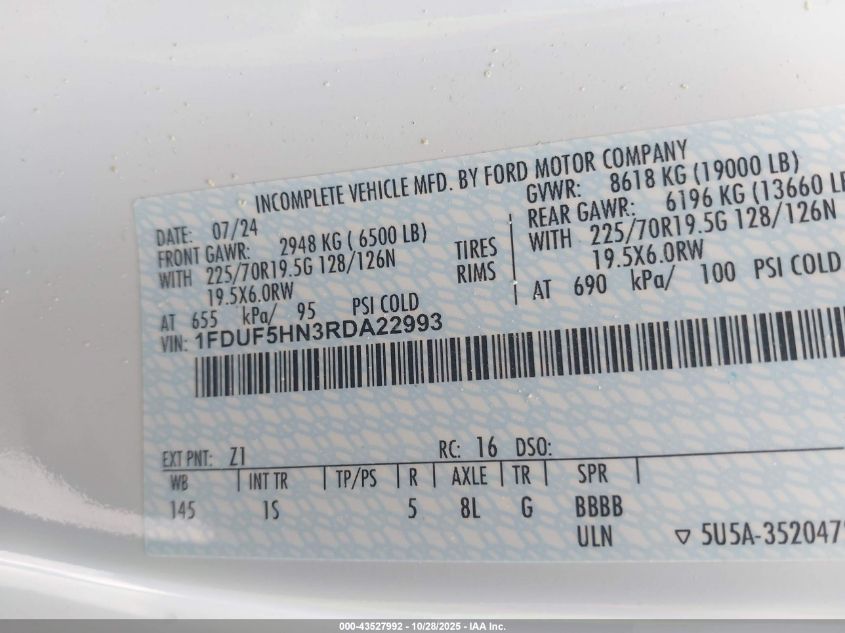 INCOMPLETE VEHICLE MFD. BY FORD MOTOR COMPANY
DATE: 07/24 GVWR: 8618 KG (19000 LB)
FRONT GAWR: 2948 KG ( 6500 LB) REAR GAWR: 6196 KG (13660 LB
WITH 225/70R19.5G 128/126N TIRES WITH 225/70R19.5G 128/126N
19.5X6.0RW RIMS 19.5X6.0RW
AT 655 kPa/ 95 PSI COLD AT 690 kPa/ 100 PSI COLD
VIN: 1FDUF5HN3RDA22993
EXT PNT: Z1 RC: 16 DSO:
WB INT TR TP/PS R AXLE TR SPR
145 1S 5 8L G BBBB
ULN ▽ 5U5A-352047
000-43527992 - 10/28/2025 - IAA Inc.